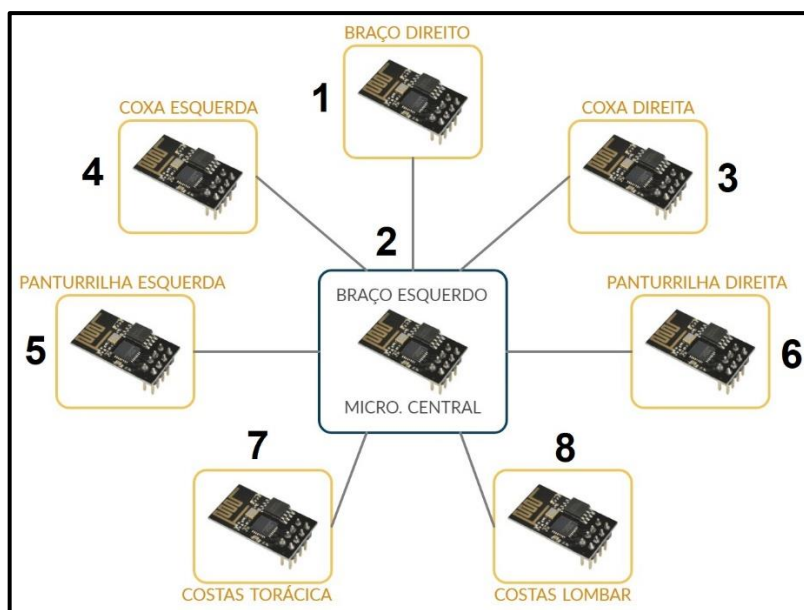 BRAÇO DIREITO
1
COXA ESQUERDA
4
COXA DIREITA
3
2
BRAÇO ESQUERDO
MICRO. CENTRAL
PANTURRILHA ESQUERDA
5
PANTURRILHA DIREITA
6
7
COSTAS TORÁCICA
8
COSTAS LOMBAR